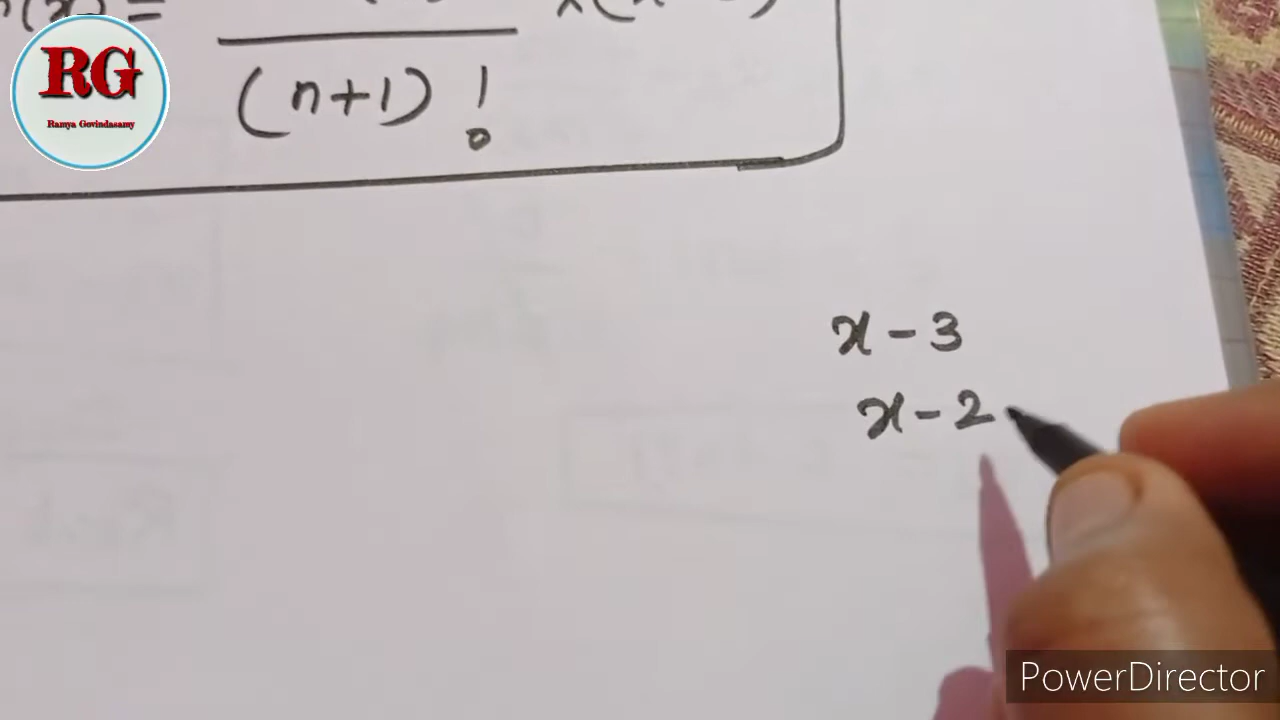 RG
Ramya Govindasamy
(n+1)!
x - 3
x - 2
PowerDirector